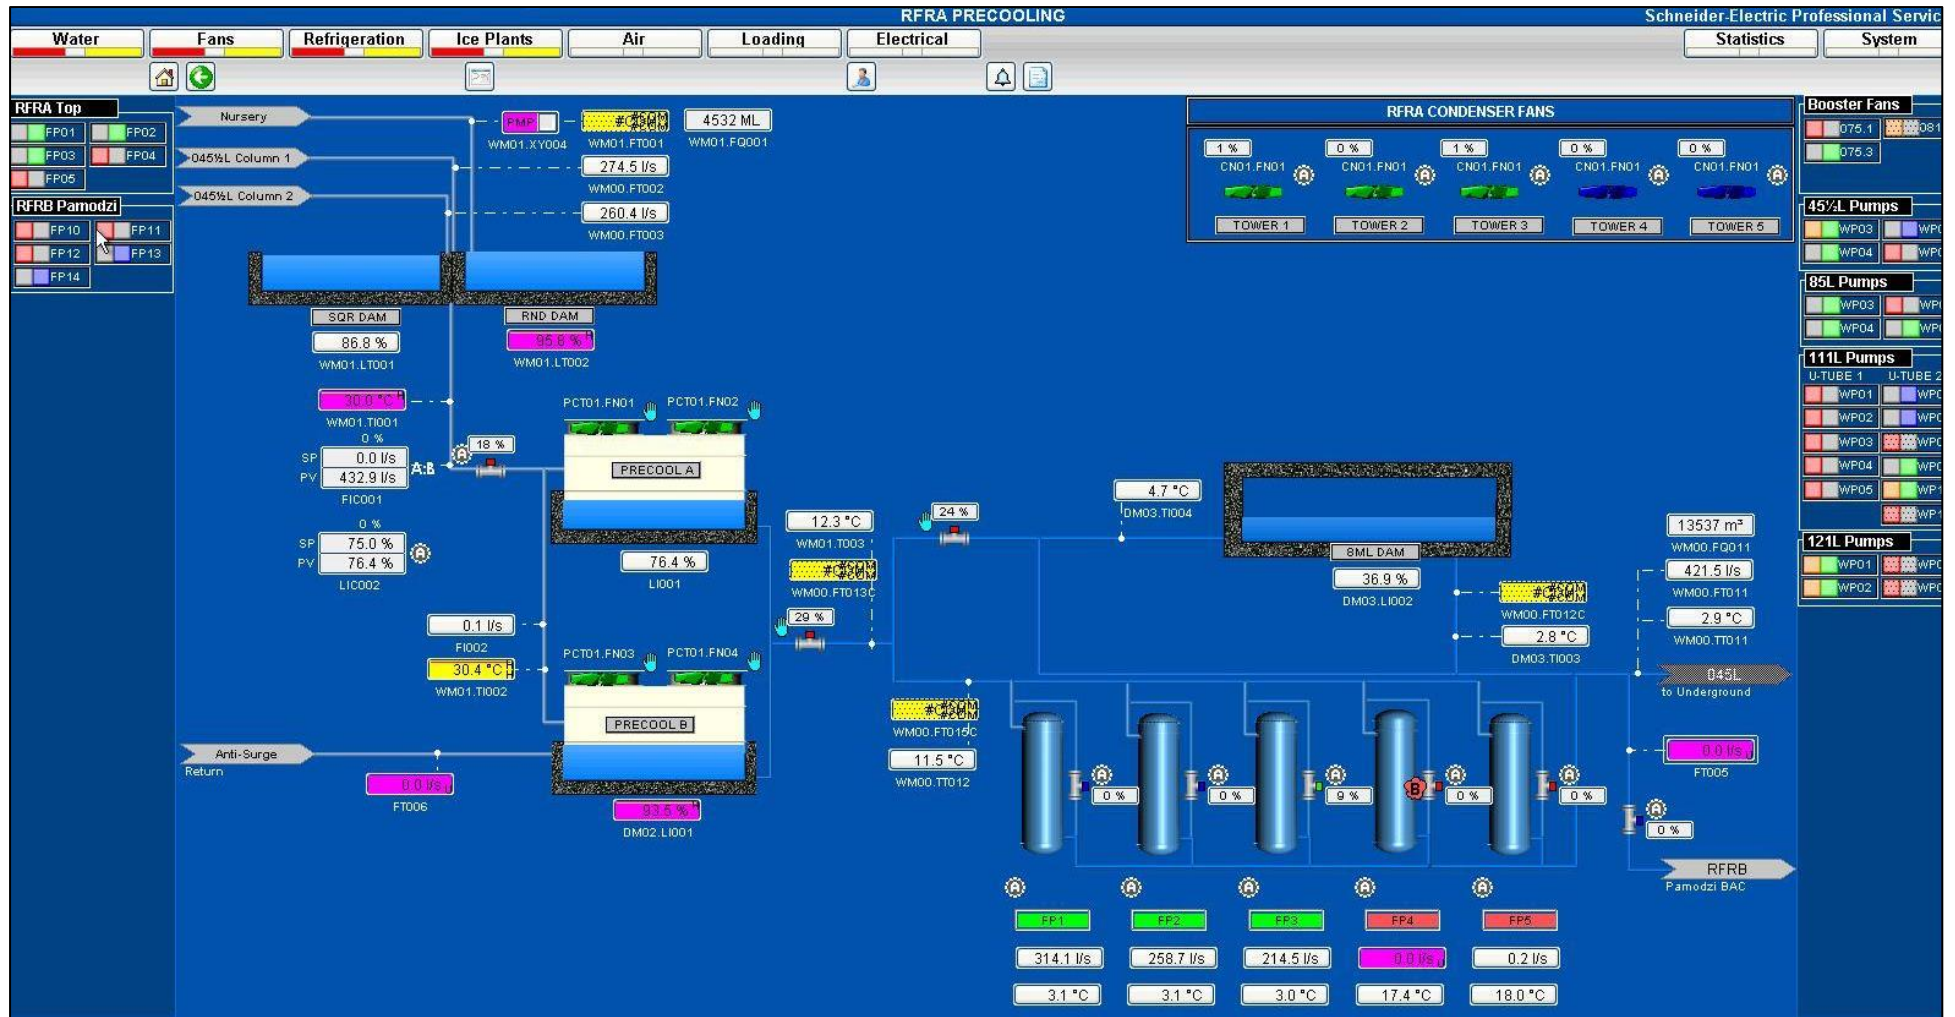 RFRA PRECOOLING
Schneider-Electric Professional Servic
Water
Fans
Refrigeration
Ice Plants
Air
Loading
Electrical
Statistics
System
RFRA Top
FP01
FP02
FP03
FP04
FP05
RFRB Pamodzi
FP10
FP11
FP12
FP13
FP14
Nursery
045½L Column 1
045½L Column 2
PMP
WM01.XY004
WM01.FT001
4532 ML
WM01.FQ001
274.5 l/s
WM00.FT002
260.4 l/s
WM00.FT003
SQR DAM
86.8 %
WM01.LT001
RND DAM
95.8 %
WM01.LT002
30.0 °C
WM01.TI001
0 %
SP
0.0 l/s
PV
432.9 l/s
FIC001
A:B
A
18 %
0 %
SP
75.0 %
PV
76.4 %
LIC002
A
PCT01.FN01
PCT01.FN02
PRECOOL A
76.4 %
LI001
0.1 l/s
FI002
30.4 °C
WM01.TI002
PCT01.FN03
PCT01.FN04
PRECOOL B
93.5 %
DM02.LI001
Anti-Surge
Return
0.0 l/s
FT006
12.3 °C
WM01.T003
WM00.FT013C
29 %
24 %
4.7 °C
DM03.TI004
8ML DAM
36.9 %
DM03.LI002
WM00.FT012C
2.8 °C
DM03.TI003
13537 m³
WM00.FQ011
421.5 l/s
WM00.FT011
2.9 °C
WM00.TT011
045L
to Underground
WM00.FT015C
11.5 °C
WM00.TT012
0.0 l/s
FT005
A
0 %
A
0 %
A
9 %
B
A
0 %
A
0 %
A
0 %
RFRB
Pamodzi BAC
A
A
A
A
A
FP1
FP2
FP3
FP4
FP5
314.1 l/s
258.7 l/s
214.5 l/s
0.0 l/s
0.2 l/s
3.1 °C
3.1 °C
3.0 °C
17.4 °C
18.0 °C
RFRA CONDENSER FANS
1 %
0 %
1 %
0 %
0 %
CN01.FN01
CN01.FN01
CN01.FN01
CN01.FN01
CN01.FN01
A
A
A
A
A
TOWER 1
TOWER 2
TOWER 3
TOWER 4
TOWER 5
Booster Fans
075.1
081
075.3
45½L Pumps
WP03
WP04
85L Pumps
WP03
WP04
111L Pumps
U-TUBE 1
U-TUBE 2
WP01
WP02
WP03
WP04
WP05
121L Pumps
WP01
WP02